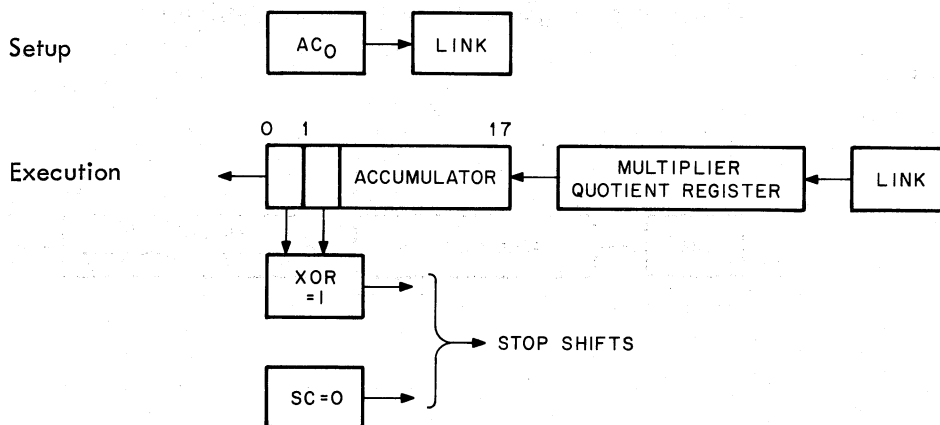 Setup
AC0 LINK
0 1 17
Execution
ACCUMULATOR
MULTIPLIER
QUOTIENT REGISTER
LINK
XOR
=1
STOP SHIFTS
SC=0